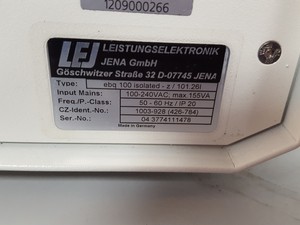 1209000266
LEJ LEISTUNGSELEKTRONIK
JENA GmbH
Göschwitzer Straße 32 D-07745 JENA
Type: ebq 100 isolated - z / 101.26l
Input Mains: 100-240VAC, max.155VA
Freq./P.-Class: 50 - 60 Hz / IP 20
CZ-Ident.-No.: 1003-928 (425-784)
Ser.-No.: 04 3774111478
Made in Germany